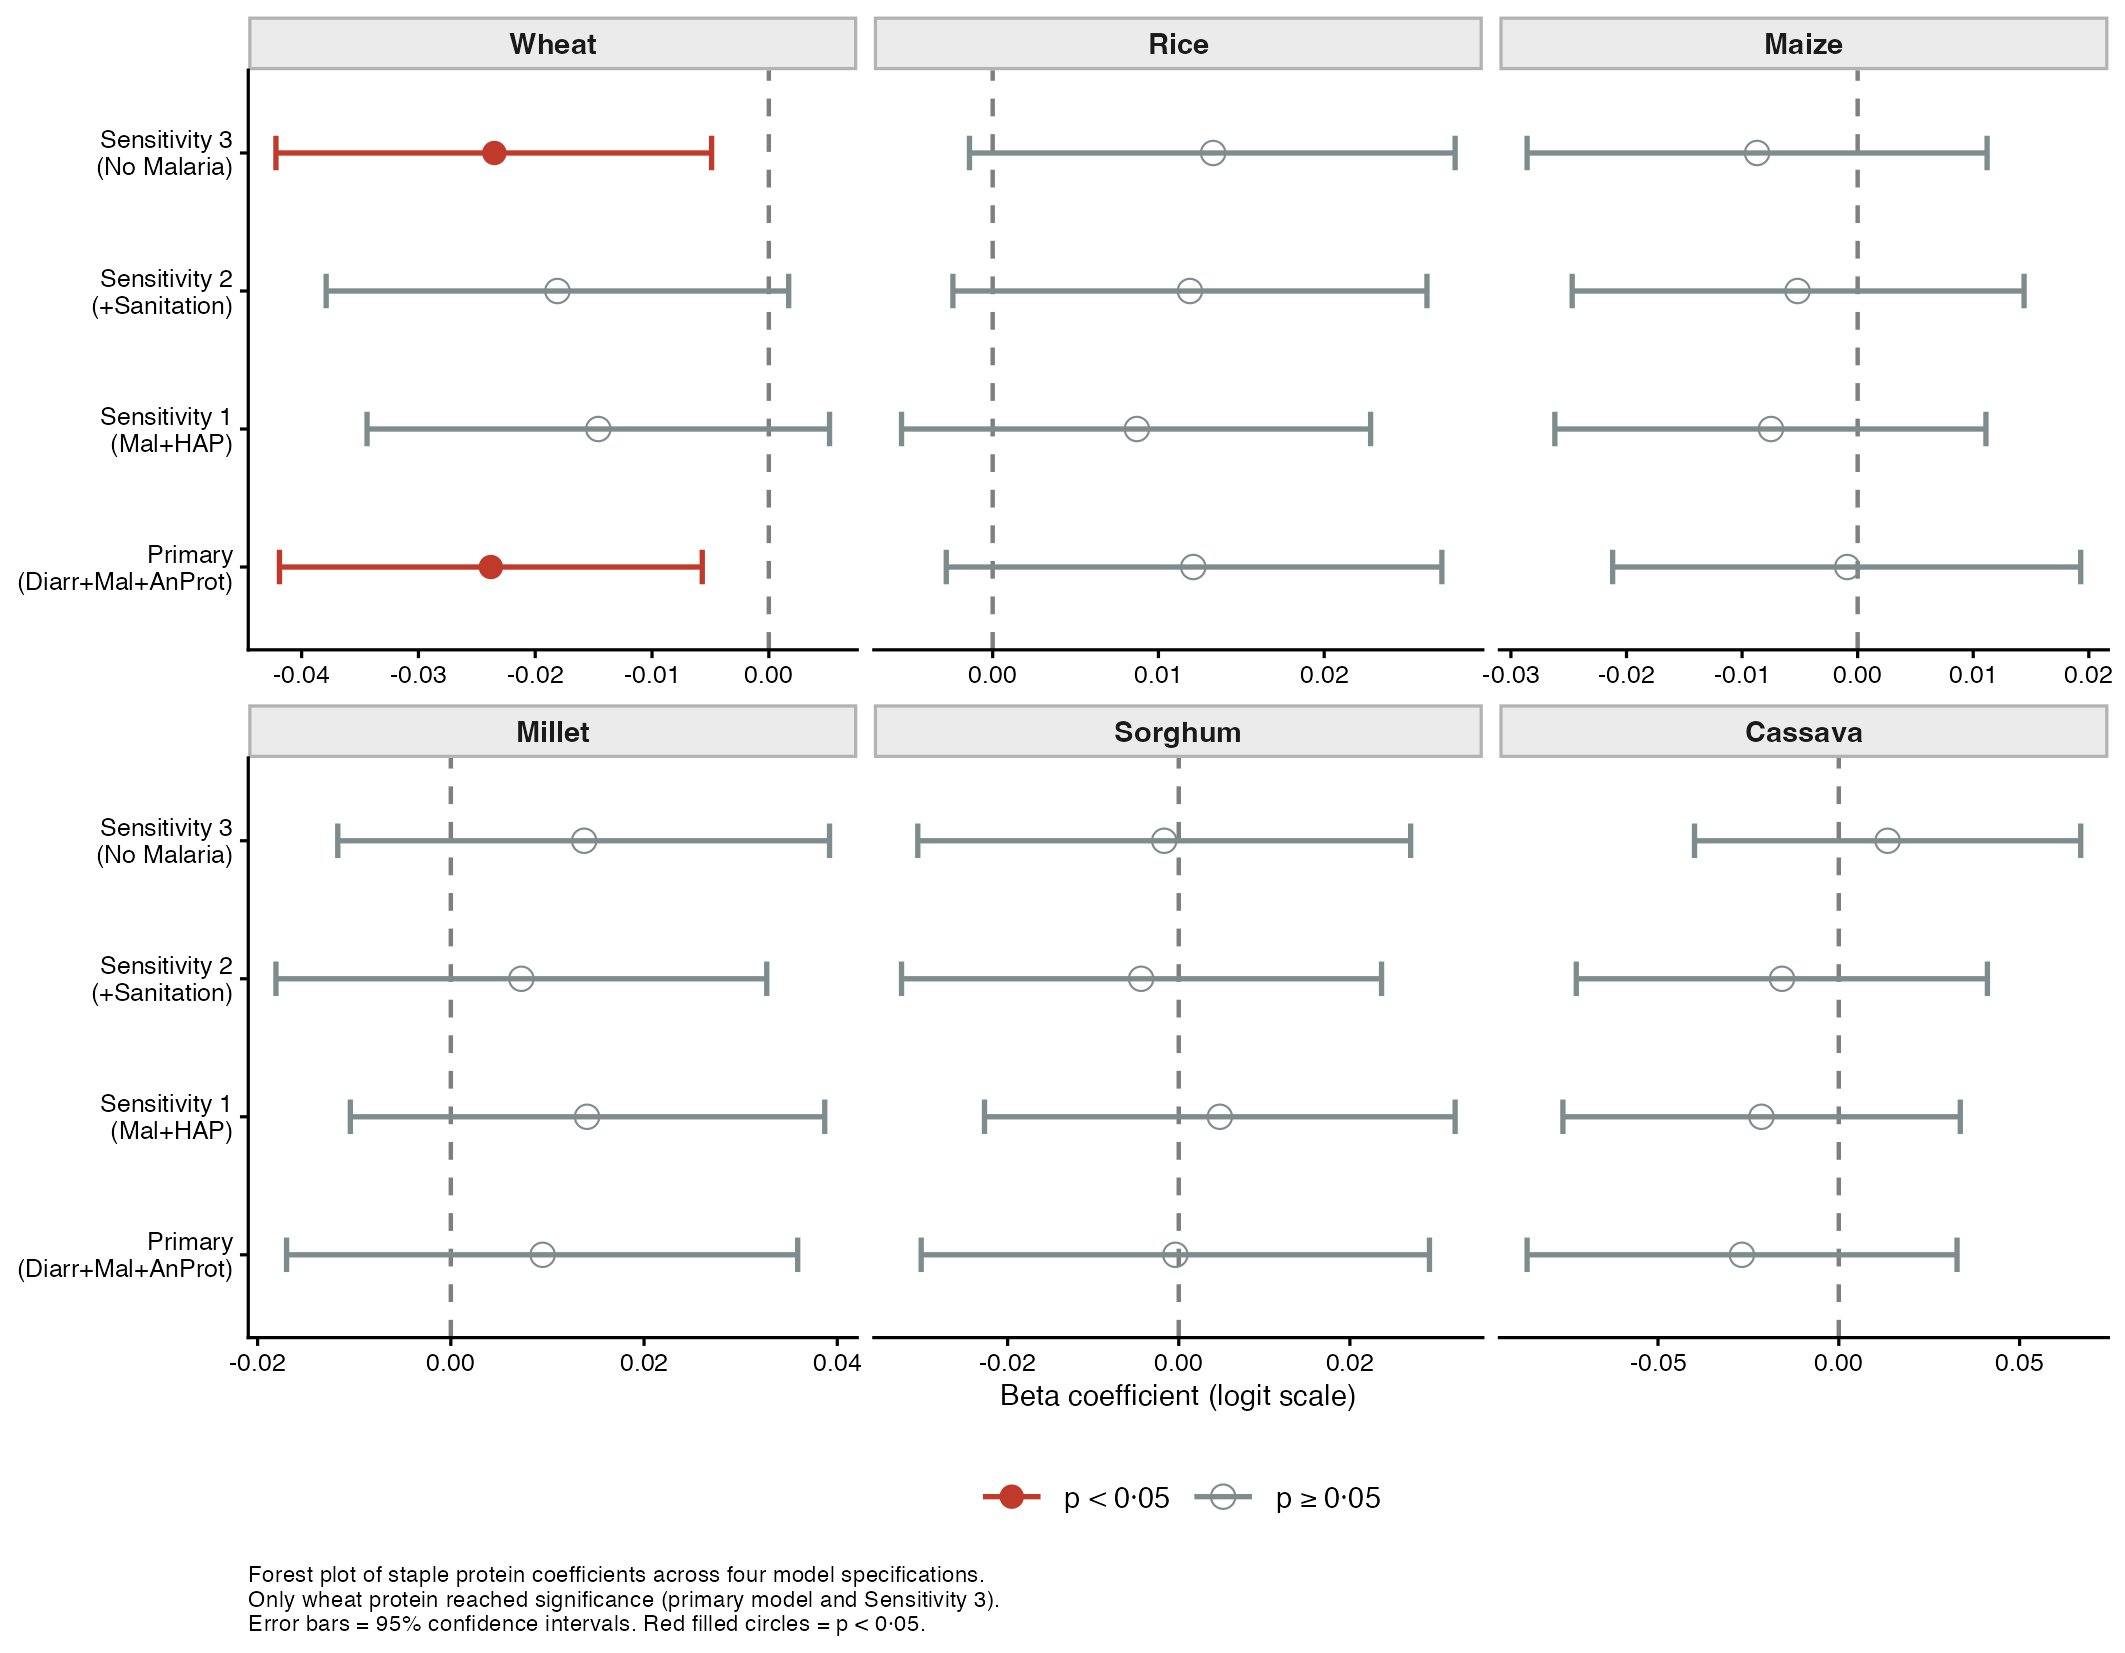 Wheat
Rice
Maize
Sensitivity 3
(No Malaria)
Sensitivity 2
(+Sanitation)
Sensitivity 1
(Mal+HAP)
Primary
(Diarr+Mal+AnProt)
-0.04 -0.03 -0.02 -0.01 0.00
0.00 0.01 0.02
-0.03 -0.02 -0.01 0.00 0.01 0.02
Millet
Sorghum
Cassava
Sensitivity 3
(No Malaria)
Sensitivity 2
(+Sanitation)
Sensitivity 1
(Mal+HAP)
Primary
(Diarr+Mal+AnProt)
-0.02 0.00 0.02 0.04
-0.02 0.00 0.02
-0.05 0.00 0.05
Beta coefficient (logit scale)
p < 0·05 p ≥ 0·05
Forest plot of staple protein coefficients across four model specifications.
Only wheat protein reached significance (primary model and Sensitivity 3).
Error bars = 95% confidence intervals. Red filled circles = p < 0·05.